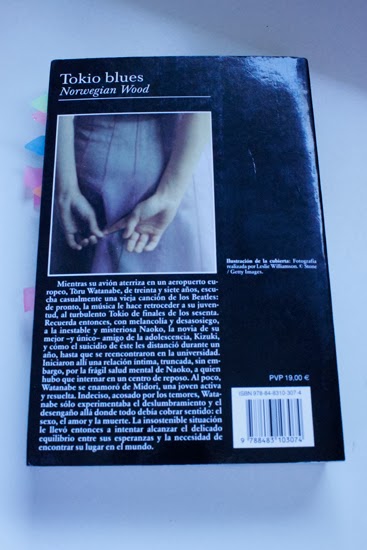 Tokio blues
Norwegian Wood
Ilustración de la cubierta: Fotografía
realizada por Leslie Williamson. © Stone
/ Getty Images.
Mientras su avión aterriza en un aeropuerto eu-
ropeo, Toru Watanabe, de treinta y siete años, escu-
cha casualmente una vieja canción de los Beatles:
de pronto, la música le hace retroceder a su juven-
tud, al turbulento Tokio de finales de los sesenta.
Recuerda entonces, con melancolía y desasosiego,
a la inestable y misteriosa Naoko, la novia de su
mejor –y único– amigo de la adolescencia, Kizuki,
y cómo el suicidio de éste les distanció durante un
año, hasta que se reencontraron en la universidad.
Iniciaron allí una relación íntima, truncada, sin em-
bargo, por la frágil salud mental de Naoko, a quien
hubo que internar en un centro de reposo. Al poco,
Watanabe se enamoró de Midori, una joven activa
y resuelta. Indeciso, acosado por los temores, Wata-
nabe sólo experimentaba el deslumbramiento y el
desengaño allá donde todo debía cobrar sentido: el
sexo, el amor y la muerte. La insostenible situación
le llevó entonces a intentar alcanzar el delicado
equilibrio entre sus esperanzas y la necesidad de
encontrar su lugar en el mundo.
PVP 19,00 €
ISBN 978-84-8310-307-4
9 788483 103074